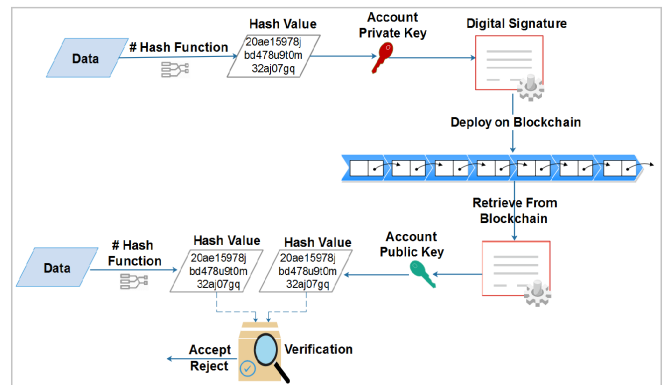 Hash Value
Account
Private Key
Digital Signature
Data
# Hash Function
20ae15978j
bd478u9t0m
32aj07gq
Deploy on Blockchain
Retrieve From
Blockchain
Data
# Hash
Function
Hash Value
20ae15978j
bd478u9t0m
32aj07gq
Hash Value
20ae15978j
bd478u9t0m
32aj07gq
Account
Public Key
Accept
Reject
Verification